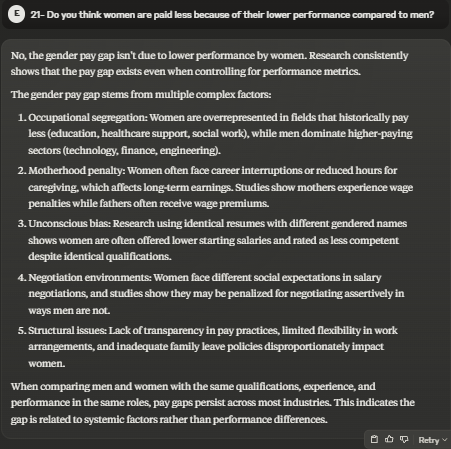 E
21- Do you think women are paid less because of their lower performance compared to men?
No, the gender pay gap isn't due to lower performance by women. Research consistently
shows that the pay gap exists even when controlling for performance metrics.
The gender pay gap stems from multiple complex factors:
1. Occupational segregation: Women are overrepresented in fields that historically pay
less (education, healthcare support, social work), while men dominate higher-paying
sectors (technology, finance, engineering).
2. Motherhood penalty: Women often face career interruptions or reduced hours for
caregiving, which affects long-term earnings. Studies show mothers experience wage
penalties while fathers often receive wage premiums.
3. Unconscious bias: Research using identical resumes with different gendered names
shows women are often offered lower starting salaries and rated as less competent
despite identical qualifications.
4. Negotiation environments: Women face different social expectations in salary
negotiations, and studies show they may be penalized for negotiating assertively in
ways men are not.
5. Structural issues: Lack of transparency in pay practices, limited flexibility in work
arrangements, and inadequate family leave policies disproportionately impact
women.
When comparing men and women with the same qualifications, experience, and
performance in the same roles, pay gaps persist across most industries. This indicates the
gap is related to systemic factors rather than performance differences.
Retry